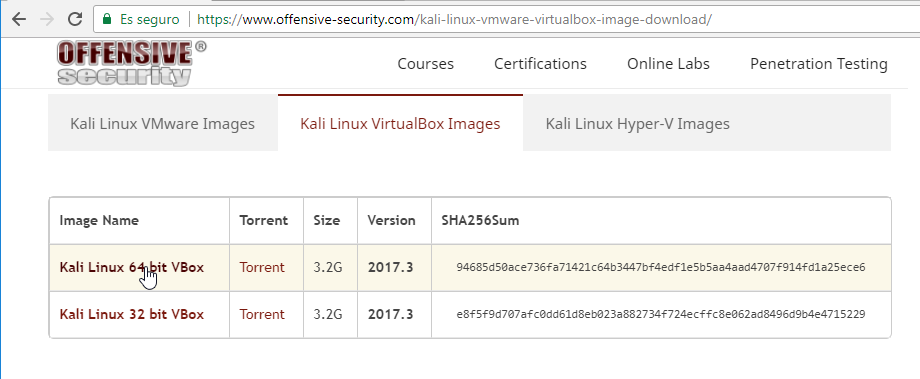 Es seguro https://www.offensive-security.com/kali-linux-vmware-virtualbox-image-download/
OFFENSIVE®
security
Courses Certifications Online Labs Penetration Testing
Kali Linux VMware Images Kali Linux VirtualBox Images Kali Linux Hyper-V Images
Image Name Torrent Size Version SHA256Sum
Kali Linux 64 bit VBox Torrent 3.2G 2017.3 94685d50ace736fa71421c64b3447bf4edf1e5b5aa4aad4707f914fd1a25ece6
Kali Linux 32 bit VBox Torrent 3.2G 2017.3 e8f5f9d707afc0dd61d8eb023a882734f724ecffc8e062ad8496d9b4e4715229